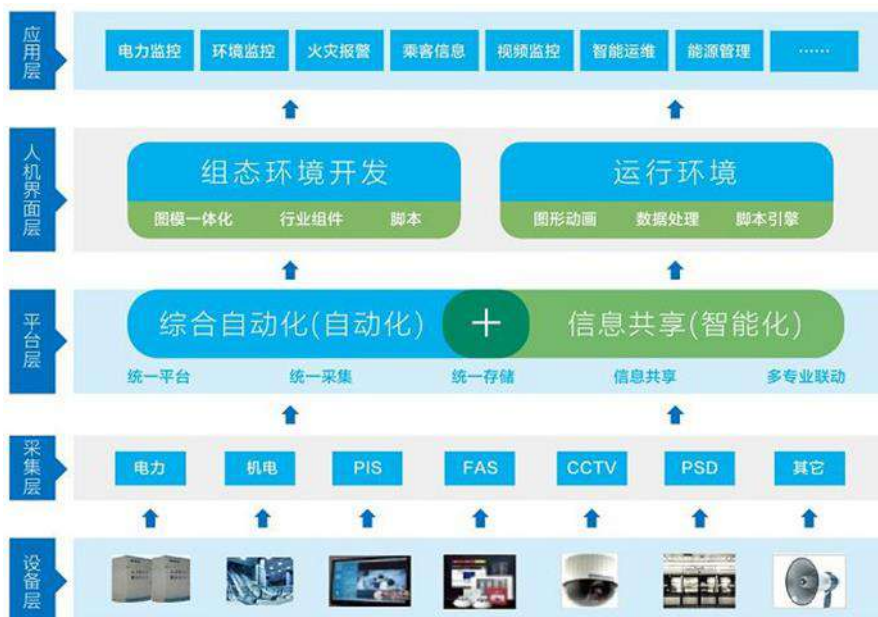 应用层
电力监控 环境监控 火灾报警 乘客信息 视频监控 智能运维 能源管理 ……
人机界面层
组态环境开发 运行环境
图模一体化 行业组件 脚本 图形动画 数据处理 脚本引擎
平台层
综合自动化(自动化) + 信息共享(智能化)
统一平台 统一采集 统一存储 信息共享 多专业联动
采集层
电力 机电 PIS FAS CCTV PSD 其它
设备层